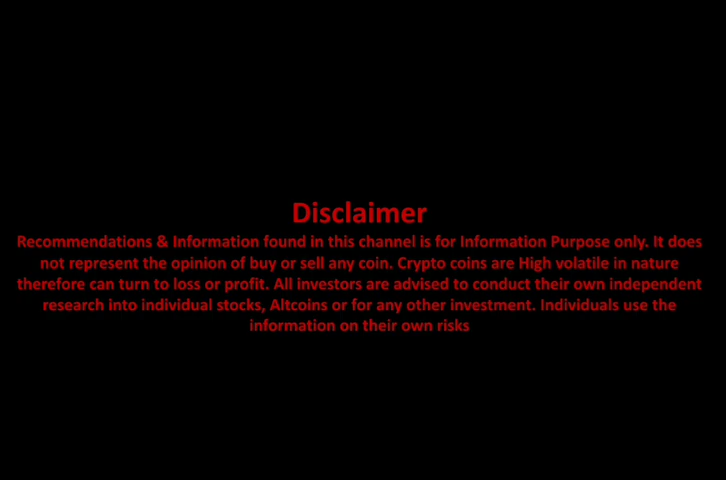 Disclaimer
Recommendations & Information found in this channel is for Information Purpose only. It does
not represent the opinion of buy or sell any coin. Crypto coins are High volatile in nature
therefore can turn to loss or profit. All investors are advised to conduct their own independent
research into individual stocks, Altcoins or for any other investment. Individuals use the
information on their own risks